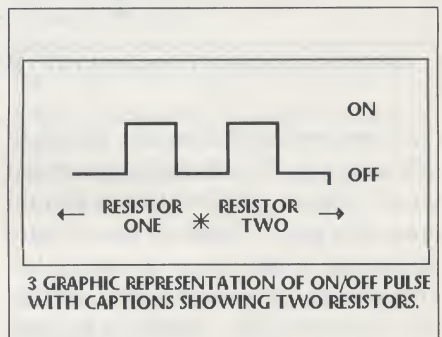 ON
OFF
← RESISTOR ONE * RESISTOR TWO →
3 GRAPHIC REPRESENTATION OF ON/OFF PULSE
WITH CAPTIONS SHOWING TWO RESISTORS.